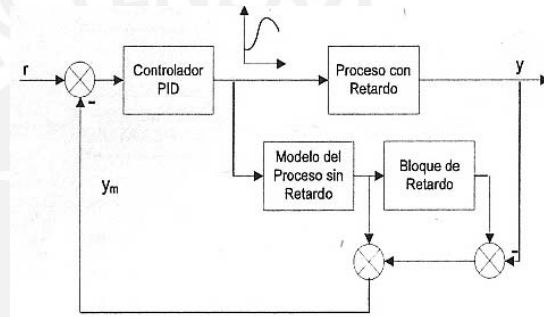 r
Controlador
PID
Proceso con
Retardo
y
-
Modelo del
Proceso sin
Retardo
Bloque de
Retardo
ym
-